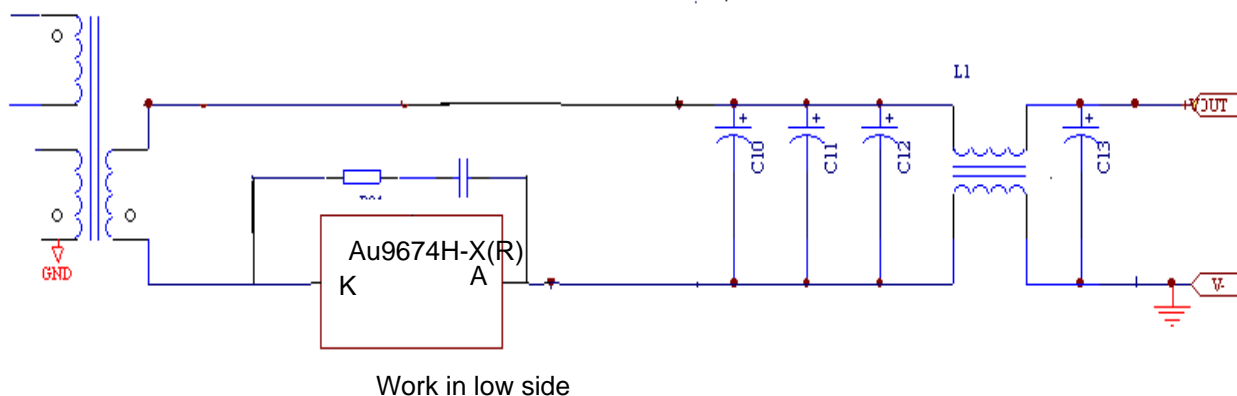 L1
+VOUT
+
+
+
+
C10
C11
C12
C13
Au9674H-X(R)
K
A
GND
V-
Work in low side